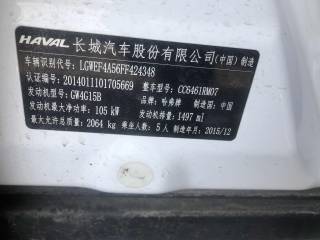 HAVAL 长城汽车股份有限公司(中国)制造
车辆识别代号: LGWEF4A56FF424348
认证编号: 2014011101705669 整车型号: CC6461RM07
发动机型号: GW4G15B 品牌: 哈弗牌 制造国: 中国
发动机最大净功率: 105 kW 发动机排量: 1497 ml
最大允许总质量: 2064 kg 乘坐人数: 5 人 制造年月: 2015/12